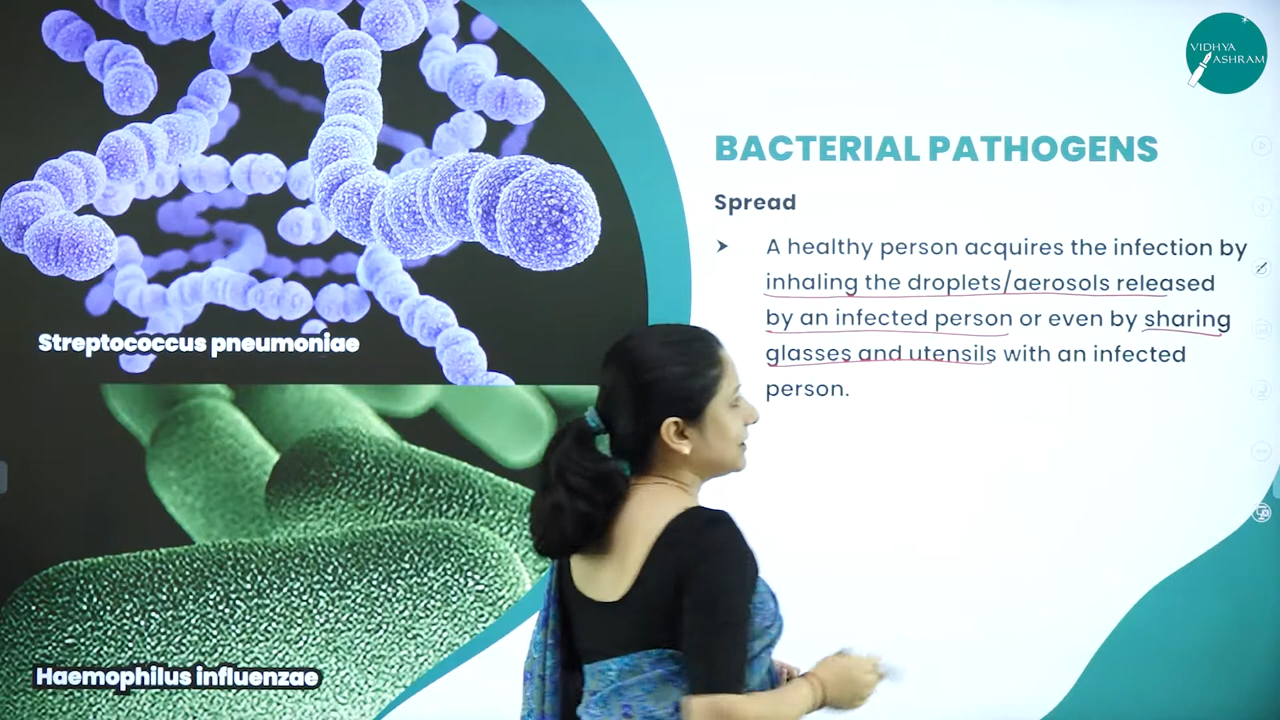 VIDHYA
ASHRAM
BACTERIAL PATHOGENS
Spread
➤ A healthy person acquires the infection by
inhaling the droplets/aerosols released
by an infected person or even by sharing
glasses and utensils with an infected
person.
Streptococcus pneumoniae
Haemophilus influenzae